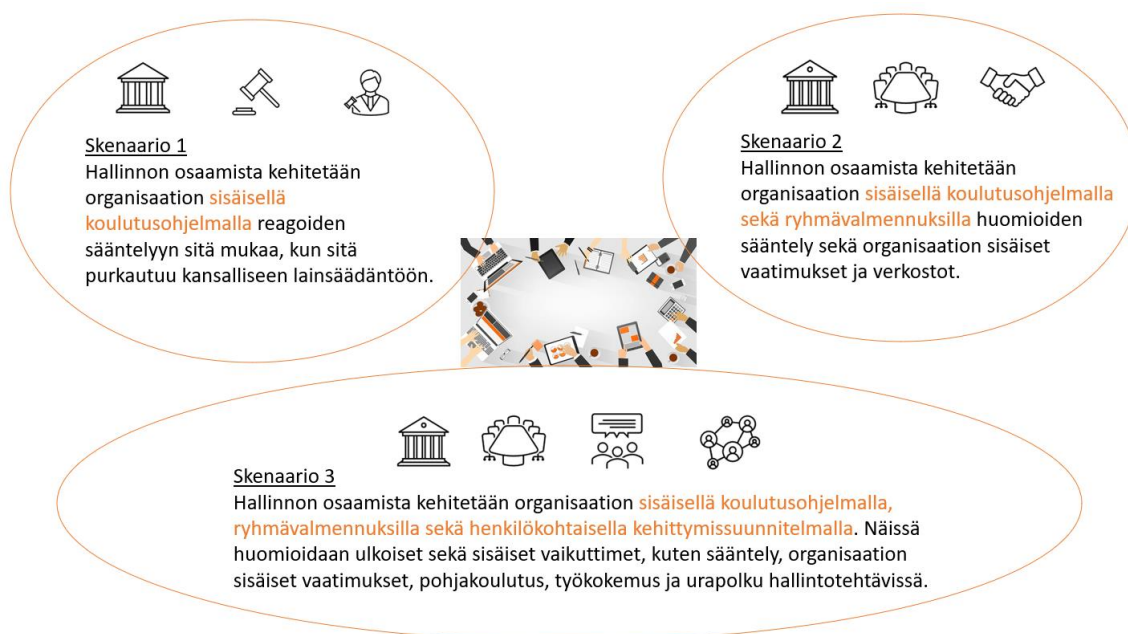 Skenaario 1
Hallinnon osaamista kehitetään
organisaation sisäisellä
koulutusohjelmalla reagoiden
sääntelyyn sitä mukaa, kun sitä
purkautuu kansalliseen lainsäädäntöön.
Skenaario 2
Hallinnon osaamista kehitetään
organisaation sisäisellä koulutusohjelmalla
sekä ryhmävalmennuksilla huomioiden
sääntely sekä organisaation sisäiset
vaatimukset ja verkostot.
Skenaario 3
Hallinnon osaamista kehitetään organisaation sisäisellä koulutusohjelmalla,
ryhmävalmennuksilla sekä henkilökohtaisella kehittymissuunnitelmalla. Näissä
huomioidaan ulkoiset sekä sisäiset vaikuttimet, kuten sääntely, organisaation
sisäiset vaatimukset, pohjakoulutus, työkokemus ja urapolku hallintotehtävissä.